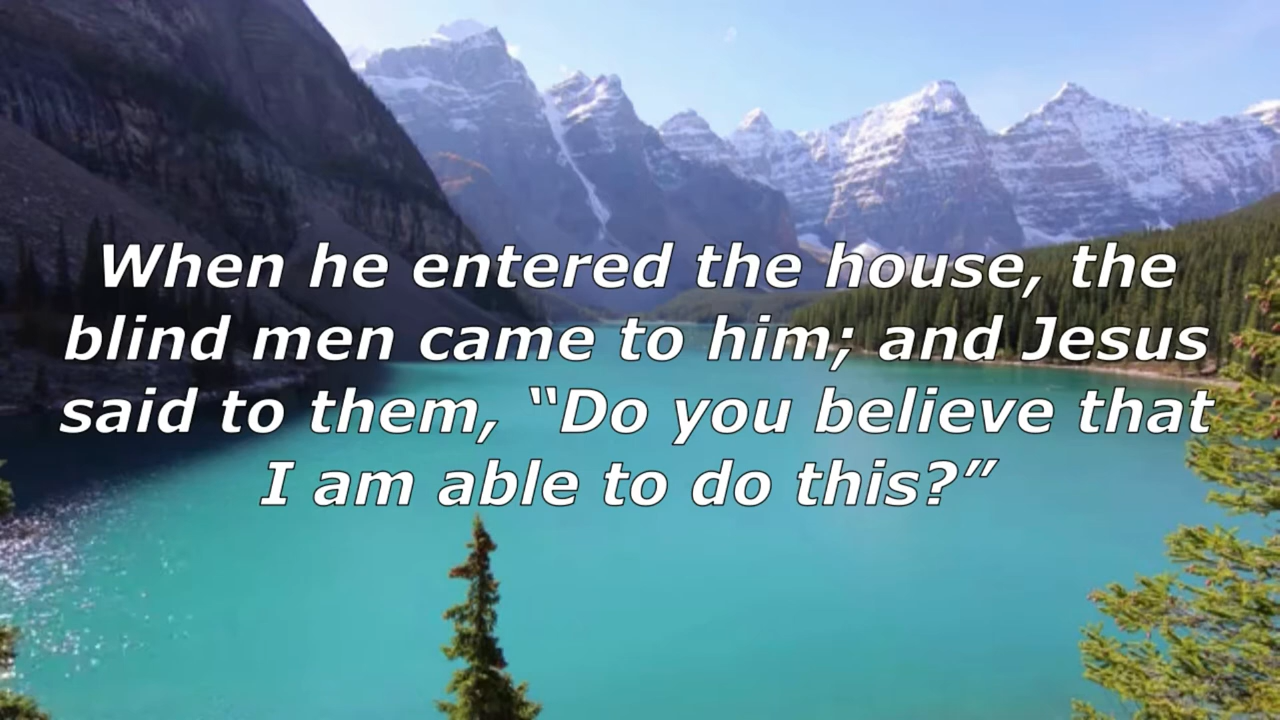 When he entered the house, the
blind men came to him; and Jesus
said to them, “Do you believe that
I am able to do this?”